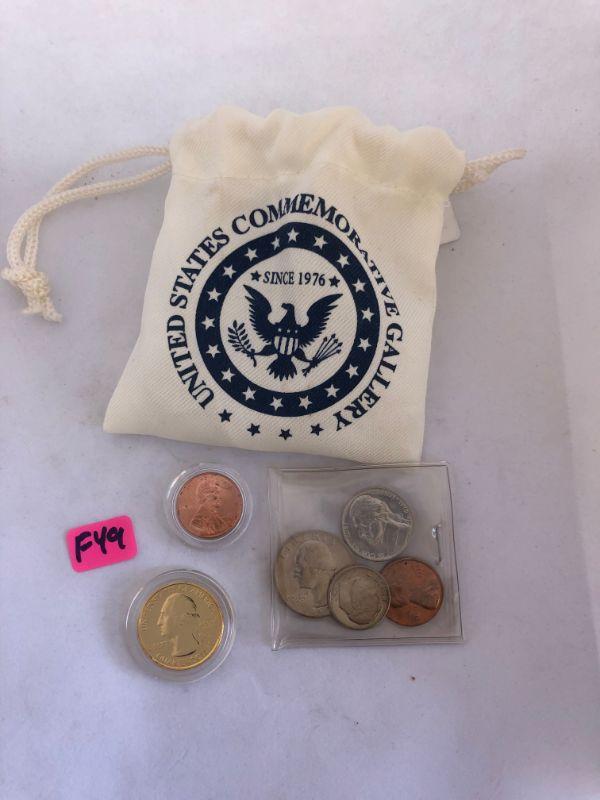 UNITED STATES COMMEMORATIVE GALLERY
SINCE 1976
F49